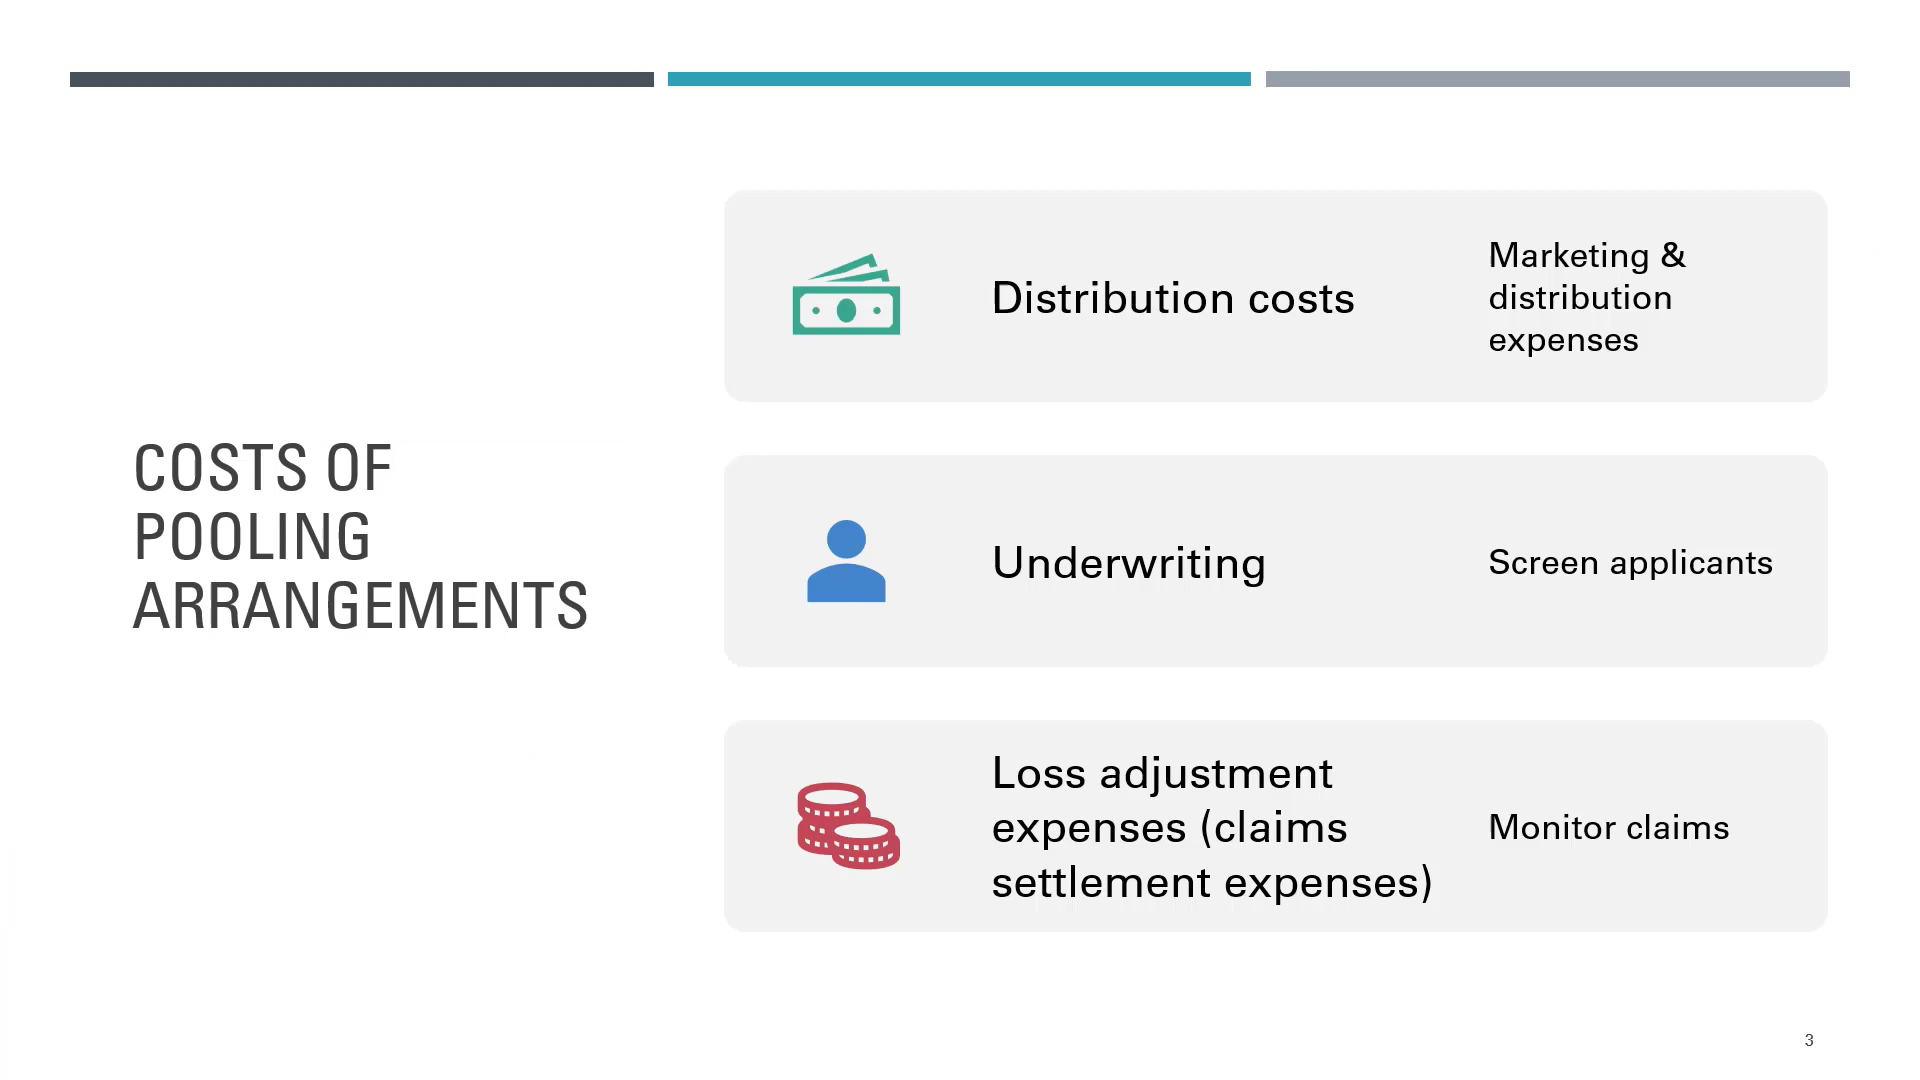 COSTS OF
POOLING
ARRANGEMENTS
Distribution costs
Marketing &
distribution
expenses
Underwriting
Screen applicants
Loss adjustment
expenses (claims
settlement expenses)
Monitor claims
3